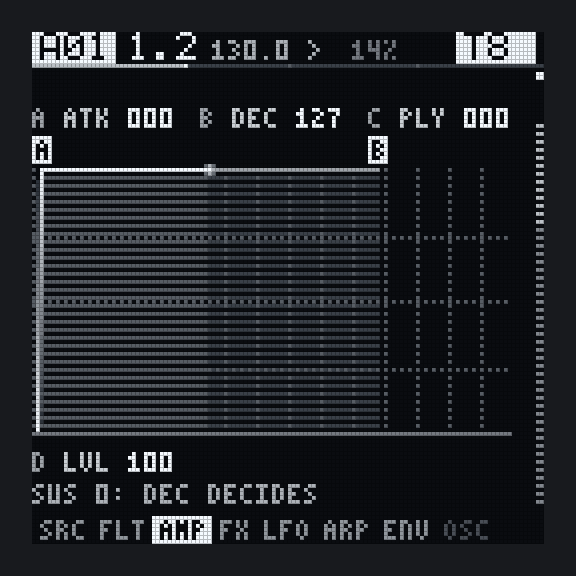 A01 1.2 130.0 > 14% T8
A ATK 000 B DEC 127 C PLY 000
A B
D LVL 100
SUS 0: DEC DECIDES
SRC FLT AMP FX LFO ARP ENV OSC